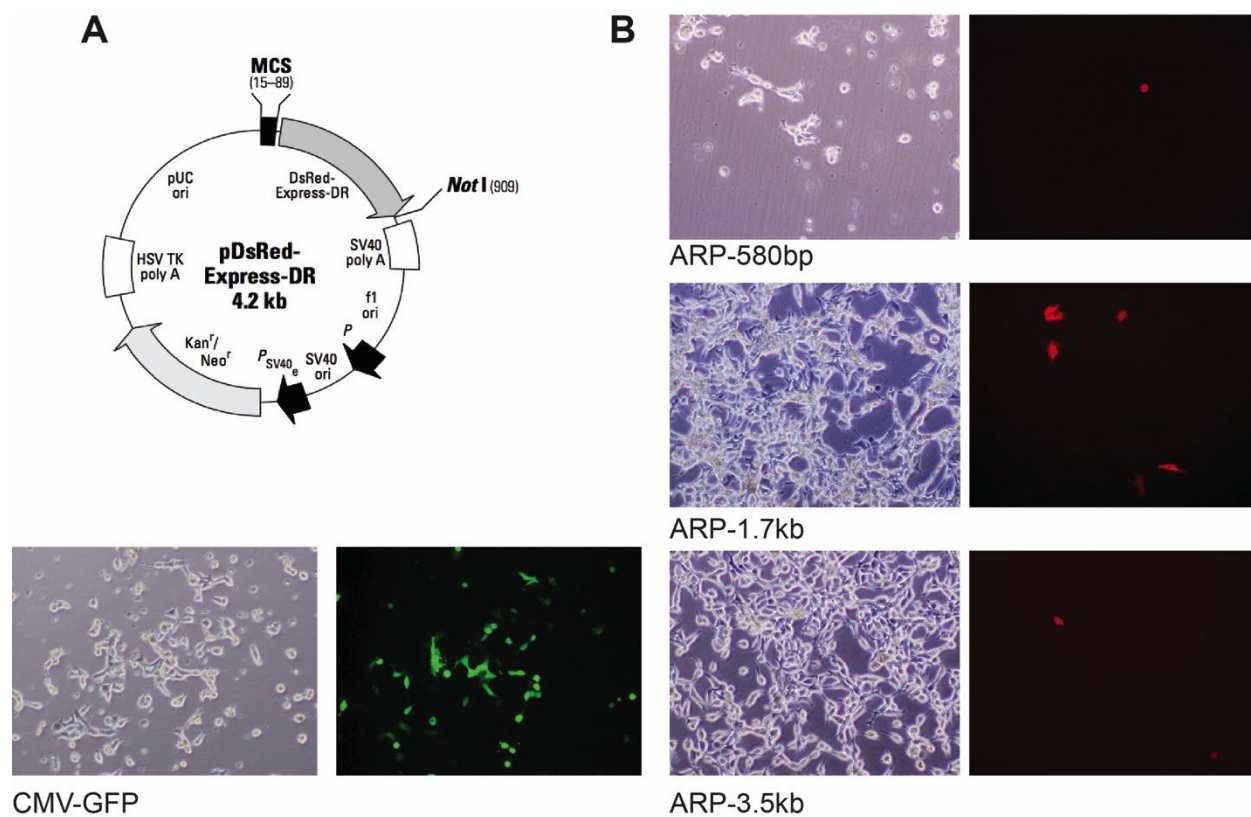 A
MCS
(15–89)
pUC
ori
DsRed-
Express-DR
Not I (909)
HSV TK
poly A
pDsRed-
Express-DR
4.2 kb
SV40
poly A
f1
ori
P
Kanʳ/
Neoʳ
P SV40 e
SV40
ori
CMV-GFP
B
ARP-580bp
ARP-1.7kb
ARP-3.5kb